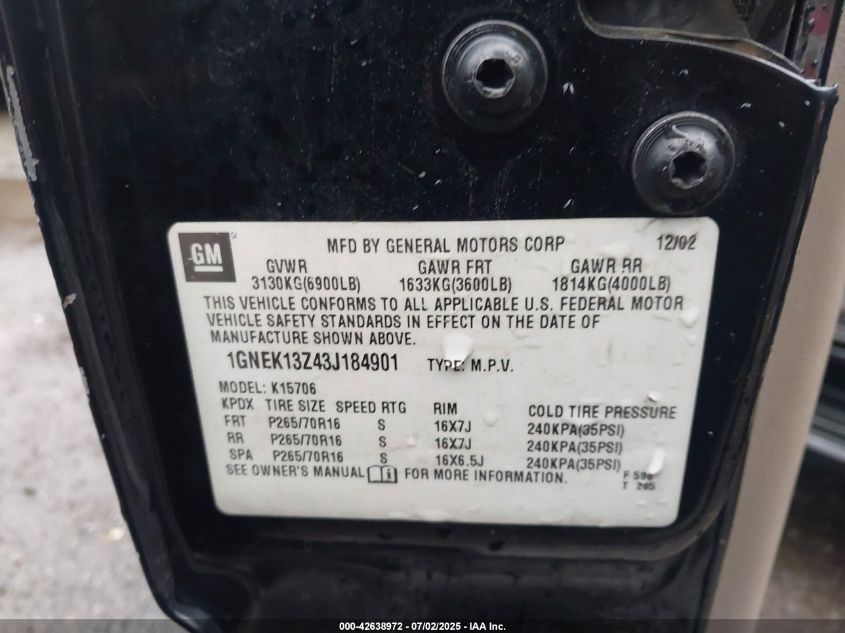 GM
MFD BY GENERAL MOTORS CORP 12/02
GVWR GAWR FRT GAWR RR
3130KG(6900LB) 1633KG(3600LB) 1814KG(4000LB)
THIS VEHICLE CONFORMS TO ALL APPLICABLE U.S. FEDERAL MOTOR
VEHICLE SAFETY STANDARDS IN EFFECT ON THE DATE OF
MANUFACTURE SHOWN ABOVE.
1GNEK13Z43J184901 TYPE: M.P.V.
MODEL: K15706
KPDX TIRE SIZE SPEED RTG RIM COLD TIRE PRESSURE
FRT P265/70R16 S 16X7J 240KPA(35PSI)
RR P265/70R16 S 16X7J 240KPA(35PSI)
SPA P265/70R16 S 16X6.5J 240KPA(35PSI)
SEE OWNER'S MANUAL FOR MORE INFORMATION.
F
T
000-42638972 / 07/02/2025 - IAA Inc.